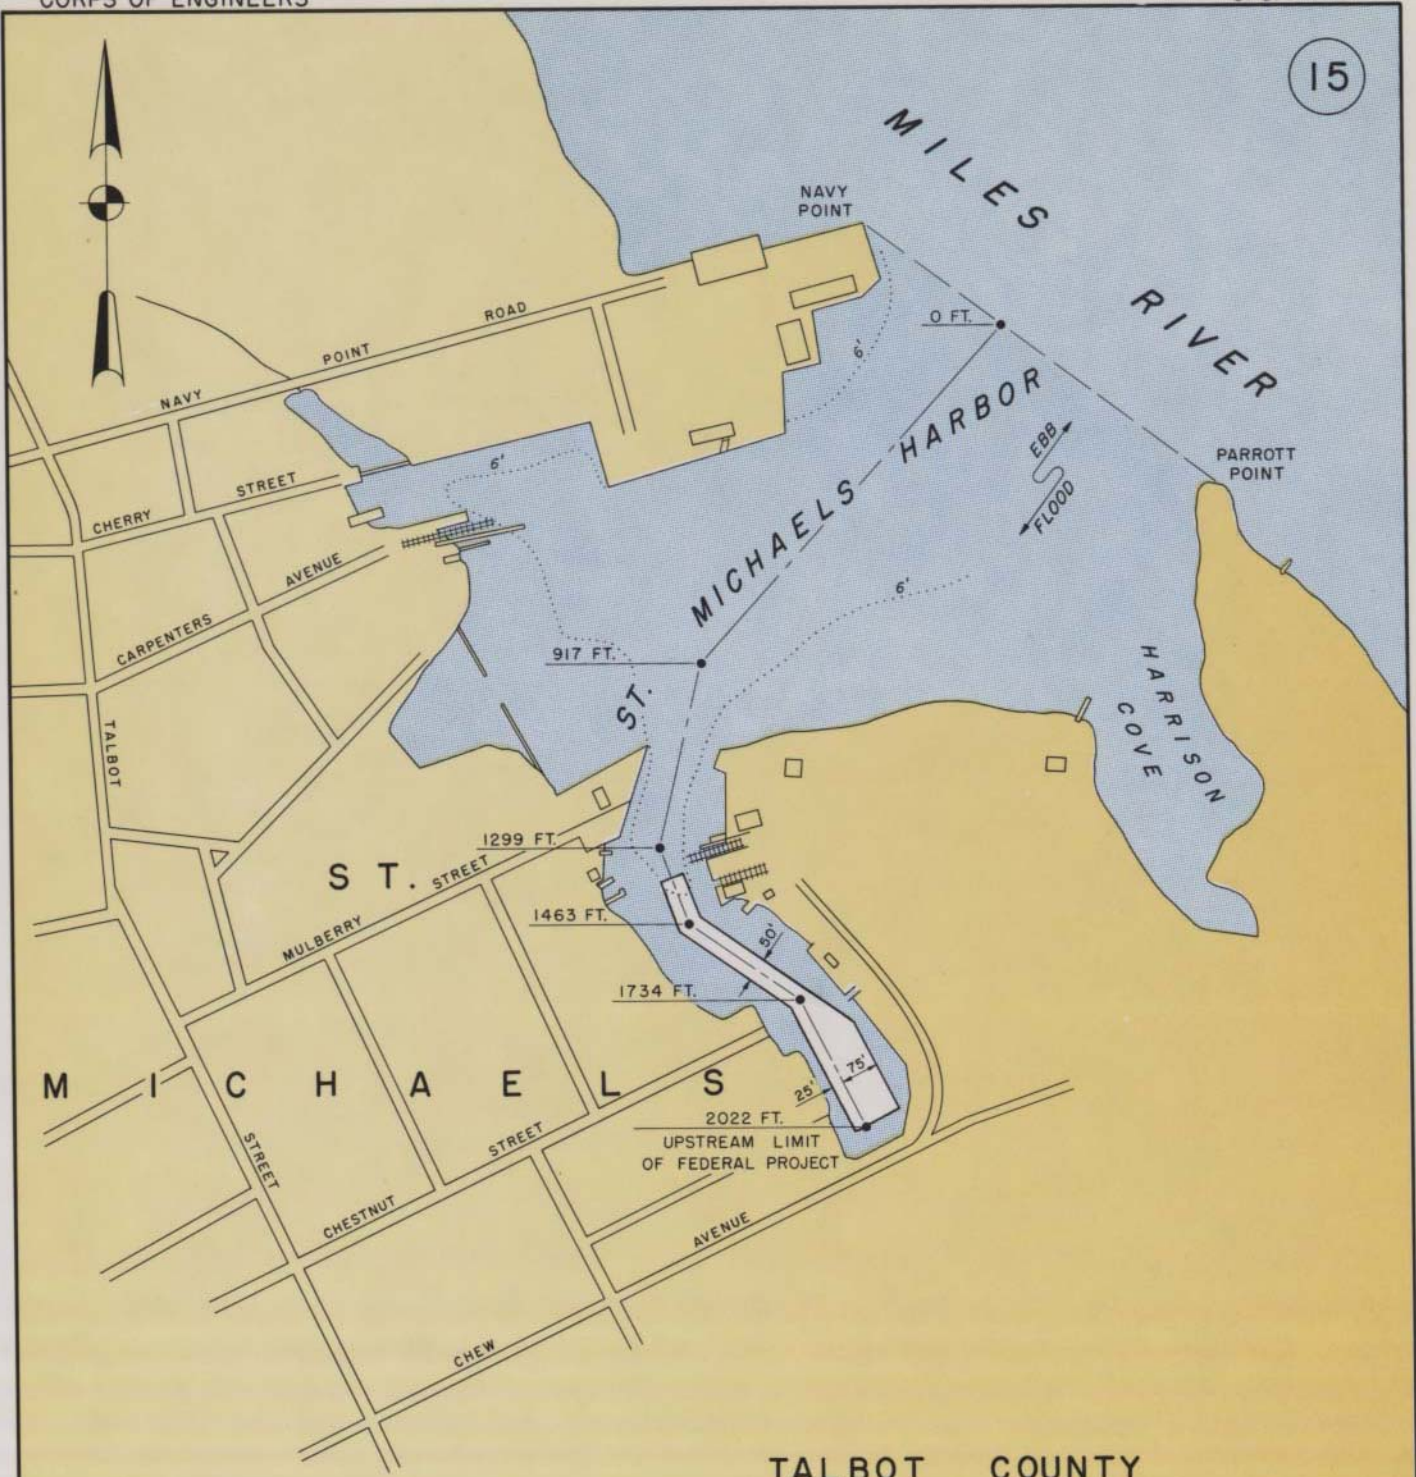 CORPS OF ENGINEERS
15
MILES RIVER
NAVY
POINT
0 FT.
NAVY POINT ROAD
6'
ST. MICHAELS HARBOR
EBB
FLOOD
PARROTT
POINT
6'
CHERRY STREET
CARPENTERS AVENUE
6'
917 FT.
HARRISON
COVE
TALBOT STREET
1299 FT.
ST. MICHAELS
MULBERRY STREET
1463 FT.
50'
1734 FT.
75'
25'
2022 FT.
UPSTREAM LIMIT
OF FEDERAL PROJECT
CHESTNUT STREET
CHEW AVENUE
TALBOT COUNTY